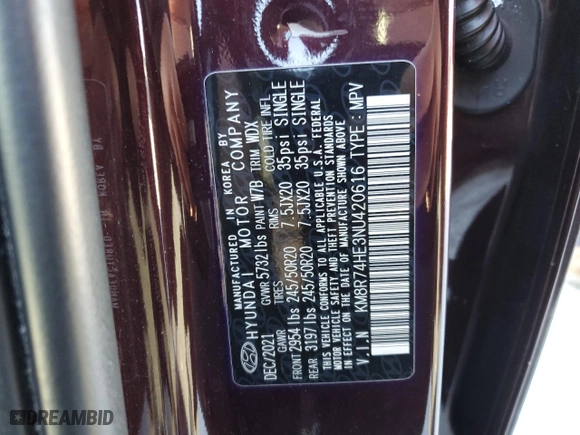 MANUFACTURED IN KOREA BY
HYUNDAI MOTOR COMPANY
DEC/2021 GVWR 5732 lbs PAINT W7B TRIM WDX
GAWR TIRES RIMS COLD TIRE INFL
FRONT 2954 lbs 245/50R20 7.5JX20 35psi SINGLE
REAR 3197 lbs 245/50R20 7.5JX20 35psi SINGLE
THIS VEHICLE CONFORMS TO ALL APPLICABLE U.S.A. FEDERAL
MOTOR VEHICLE SAFETY AND THEFT PREVENTION STANDARDS
IN EFFECT ON THE DATE OF MANUFACTURE SHOWN ABOVE.
V.I.N : KM8R74HE3NU420616 TYPE : MPV
DREAMBID